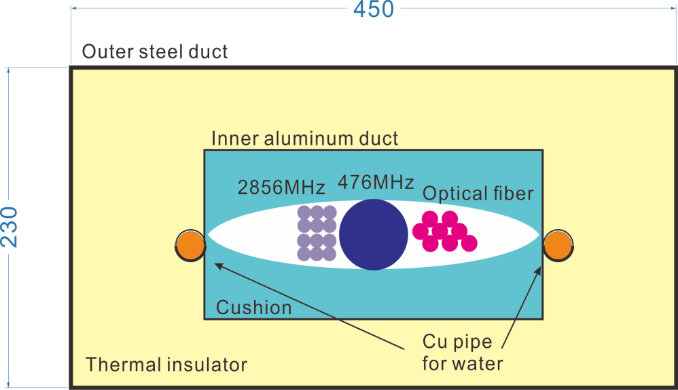 450
Outer steel duct
230
Inner aluminum duct
2856MHz
476MHz
Optical fiber
Cushion
Cu pipe
for water
Thermal insulator